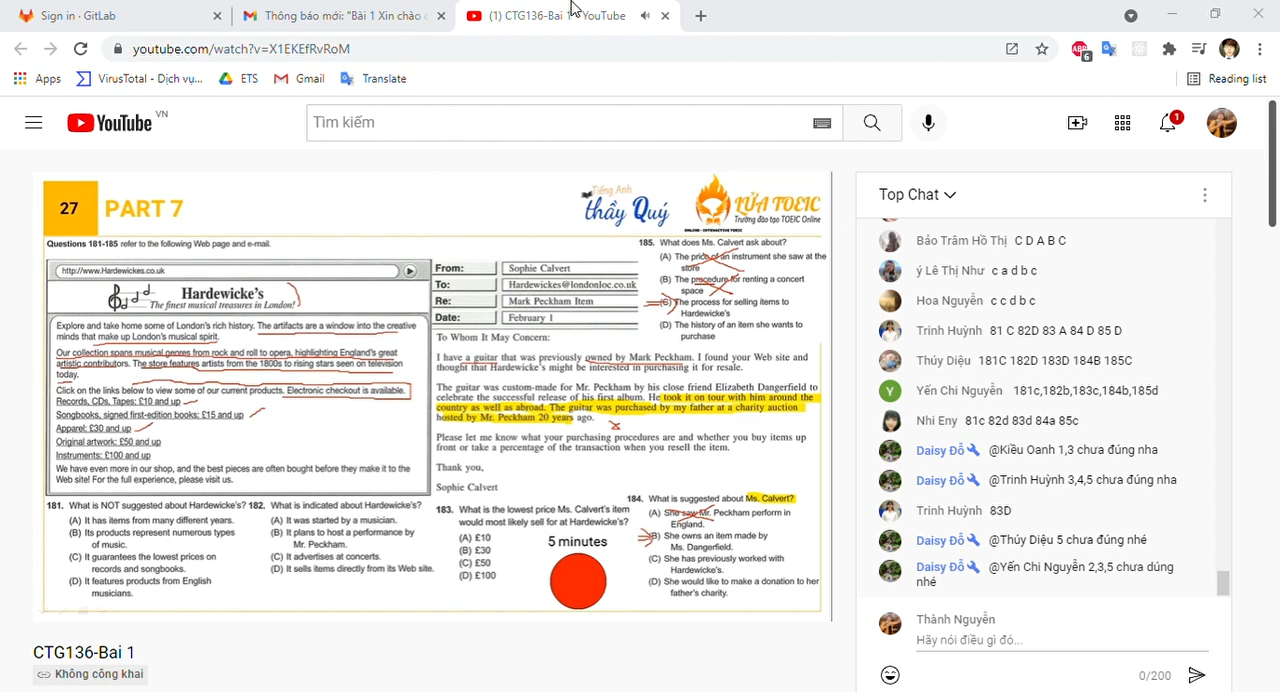 Sign in · GitLab
Thông báo mới: "Bài 1 Xin chào
(1) CTG136-Bai 1 - YouTube
youtube.com/watch?v=X1EKEfRvRoM
6
Apps
VirusTotal - Dịch vụ...
ETS
Gmail
Translate
Reading list
YouTube VN
Tìm kiếm
1
27
PART 7
Tiếng Anh
thầy Quý
LỬA TOEIC
Trường đào tạo TOEIC Online
ONLINE - INTERACTIVE TOEIC
Questions 181-185 refer to the following Web page and e-mail.
http://www.Hardewickes.co.uk
Hardewicke's
The finest musical treasures in London!
Explore and take home some of London's rich history. The artifacts are a window into the creative
minds that make up London's musical spirit.
Our collection spans musical genres from rock and roll to opera, highlighting England's great
artistic contributors. The store features artists from the 1800s to rising stars seen on television
today.
Click on the links below to view some of our current products. Electronic checkout is available.
Records, CDs, Tapes: £10 and up
Songbooks, signed first-edition books: £15 and up
Apparel: £30 and up
Original artwork: £50 and up
Instruments: £100 and up
We have even more in our shop, and the best pieces are often bought before they make it to the
Web site! For the full experience, please visit us.
From: Sophie Calvert
To: Hardewickes@londonloc.co.uk
Re: Mark Peckham Item
Date: February 1
To Whom It May Concern:
I have a guitar that was previously owned by Mark Peckham. I found your Web site and
thought that Hardewicke's might be interested in purchasing it for resale.
The guitar was custom-made for Mr. Peckham by his close friend Elizabeth Dangerfield to
celebrate the successful release of his first album. He took it on tour with him around the
country as well as abroad. The guitar was purchased by my father at a charity auction
hosted by Mr. Peckham 20 years ago.
Please let me know what your purchasing procedures are and whether you buy items up
front or take a percentage of the transaction when you resell the item.
Thank you,
Sophie Calvert
185. What does Ms. Calvert ask about?
(A) The price of an instrument she saw at the
store
(B) The procedure for renting a concert
space
(C) The process for selling items to
Hardewicke's
(D) The history of an item she wants to
purchase
181. What is NOT suggested about Hardewicke's?
(A) It has items from many different years.
(B) Its products represent numerous types
of music.
(C) It guarantees the lowest prices on
records and songbooks.
(D) It features products from English
musicians.
182. What is indicated about Hardewicke's?
(A) It was started by a musician.
(B) It plans to host a performance by
Mr. Peckham.
(C) It advertises at concerts.
(D) It sells items directly from its Web site.
183. What is the lowest price Ms. Calvert's item
would most likely sell for at Hardewicke's?
(A) £10
(B) £30
(C) £50
(D) £100
5 minutes
184. What is suggested about Ms. Calvert?
(A) She saw Mr. Peckham perform in
England.
(B) She owns an item made by
Ms. Dangerfield.
(C) She has previously worked with
Hardewicke's.
(D) She would like to make a donation to her
father's charity.
CTG136-Bai 1
Không công khai
Top Chat
Bảo Trâm Hồ Thị C D A B C
ý Lê Thị Như c a d b c
Hoa Nguyễn c c d b c
Trinh Huỳnh 81 C 82D 83 A 84 D 85 D
Thúy Diệu 181C 182D 183D 184B 185C
Y
Yến Chi Nguyễn 181c,182b,183c,184b,185d
Nhi Eny 81c 82d 83d 84a 85c
Daisy Đỗ @Kiều Oanh 1,3 chưa đúng nha
Daisy Đỗ @Trinh Huỳnh 3,4,5 chưa đúng nha
Trinh Huỳnh 83D
Daisy Đỗ @Thúy Diệu 5 chưa đúng nhé
Daisy Đỗ @Yến Chi Nguyễn 2,3,5 chưa dúng
nhé
Thành Nguyễn
Hãy nói điều gì đó...
0/200